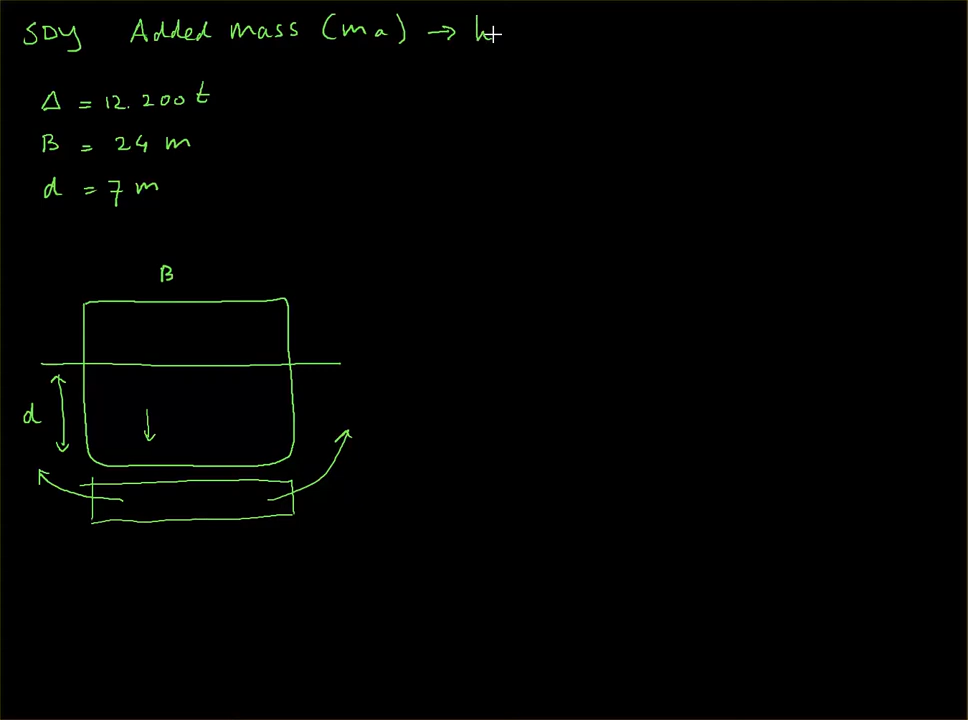 SDY Added mass (ma) → h
Δ = 12.200 t
B = 24 m
d = 7 m
B
d